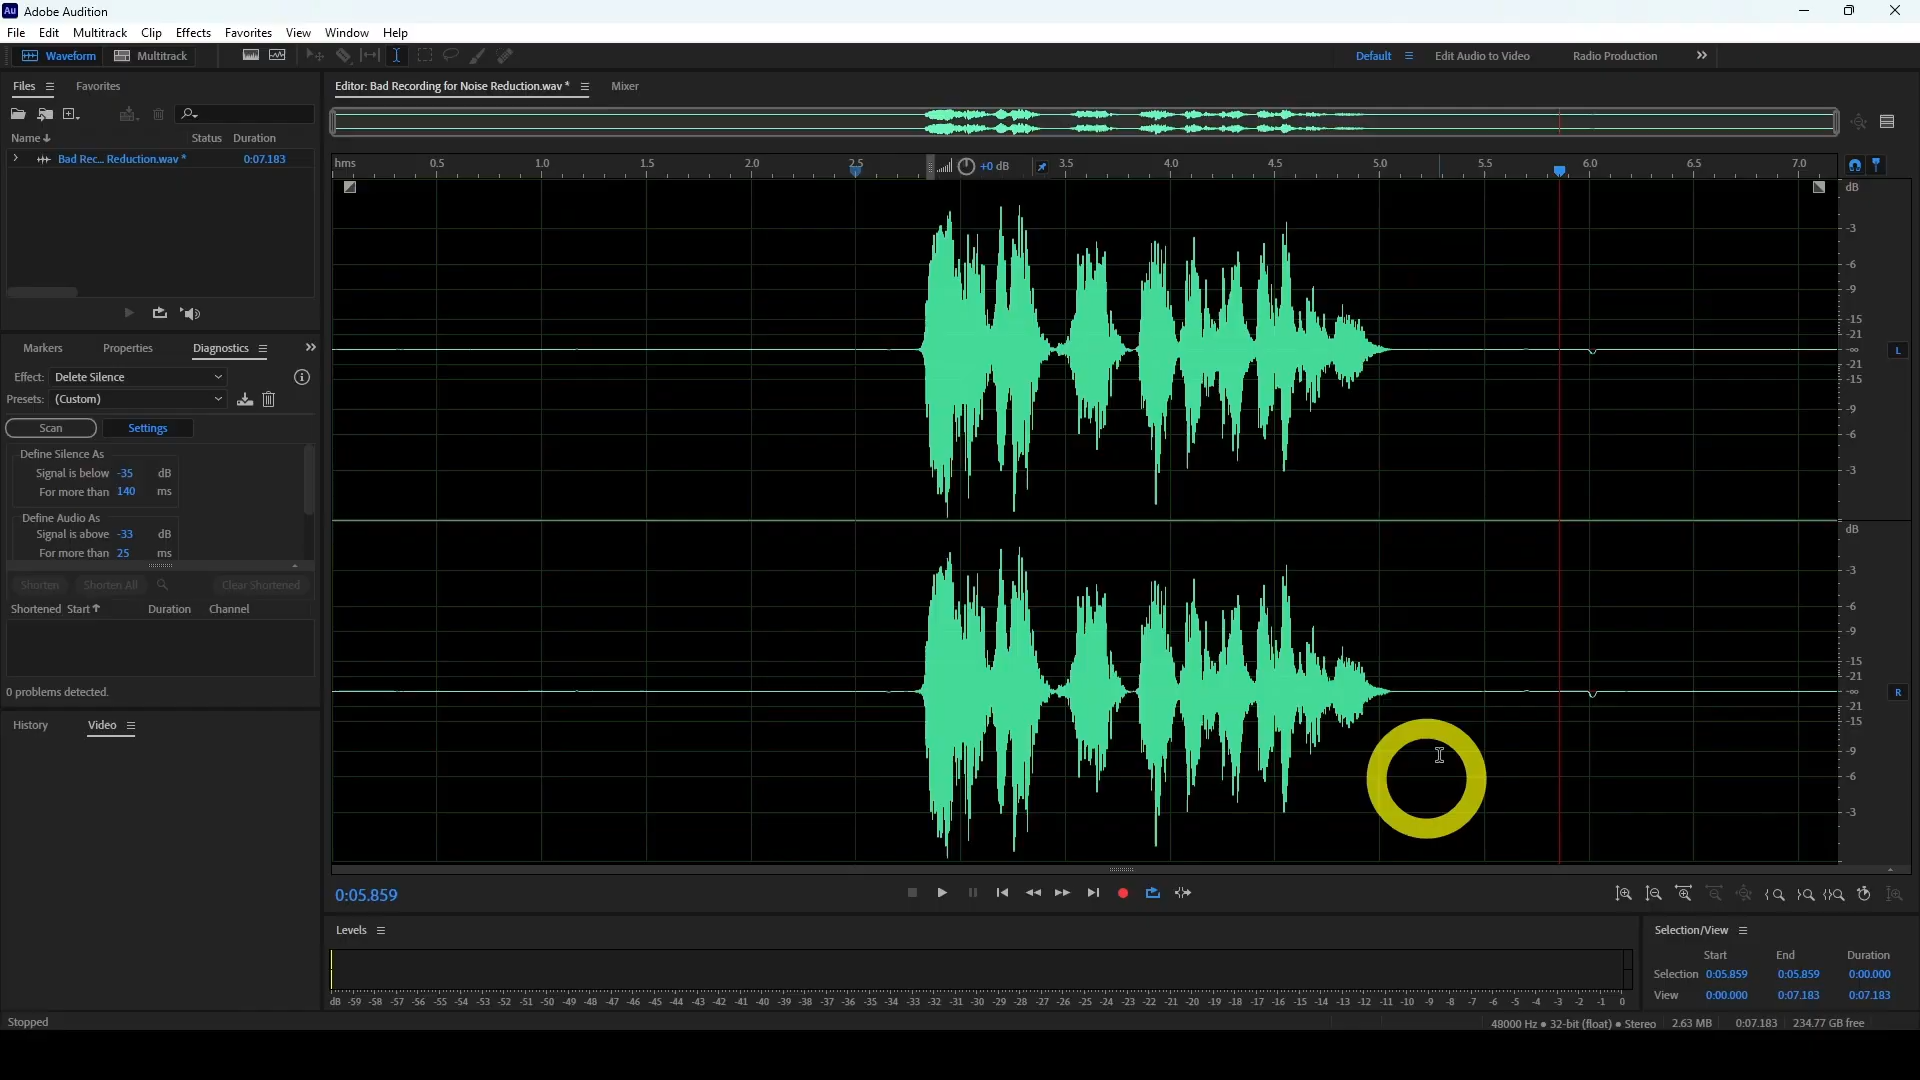 Au Adobe Audition
File Edit Multitrack Clip Effects Favorites View Window Help
Waveform Multitrack Default Edit Audio to Video Radio Production
Files Favorites
Name Status Duration
Bad Rec... Reduction.wav * 0:07.183
Markers Properties Diagnostics
Effect: Delete Silence
Presets: (Custom)
Scan Settings
Define Silence As
Signal is below -35 dB
For more than 140 ms
Define Audio As
Signal is above -33 dB
For more than 25 ms
Shorten Shorten All Clear Shortened
Shortened Start Duration Channel
0 problems detected.
History Video
Editor: Bad Recording for Noise Reduction.wav * Mixer
hms 0.5 1.0 1.5 2.0 2.5 +0 dB 3.5 4.0 4.5 5.0 5.5 6.0 6.5 7.0
dB
-3
-6
-9
-15
-21
-∞
-21
-15
-9
-6
-3
L
dB
-3
-6
-9
-15
-21
-∞
-21
-15
-9
-6
-3
R
0:05.859
Levels
dB -59 -58 -57 -56 -55 -54 -53 -52 -51 -50 -49 -48 -47 -46 -45 -44 -43 -42 -41 -40 -39 -38 -37 -36 -35 -34 -33 -32 -31 -30 -29 -28 -27 -26 -25 -24 -23 -22 -21 -20 -19 -18 -17 -16 -15 -14 -13 -12 -11 -10 -9 -8 -7 -6 -5 -4 -3 -2 -1 0
Selection/View
Start End Duration
Selection 0:05.859 0:05.859 0:00.000
View 0:00.000 0:07.183 0:07.183
Stopped
48000 Hz • 32-bit (float) • Stereo 2.63 MB 0:07.183 234.77 GB free